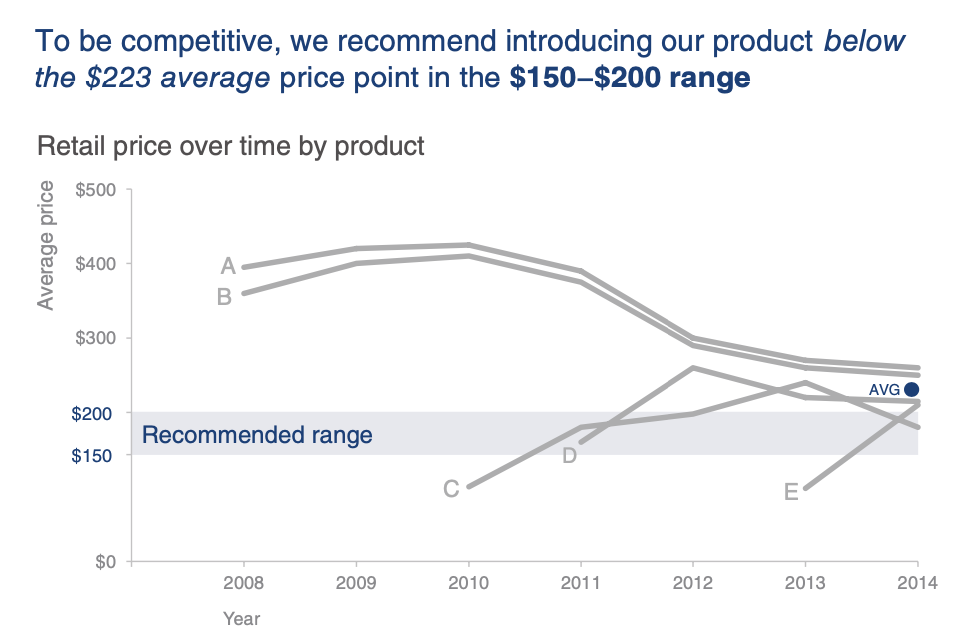 To be competitive, we recommend introducing our product below
the $223 average price point in the $150–$200 range
Retail price over time by product
Average price
$500
$400
$300
$200
$150
$0
A
B
C
D
E
AVG
Recommended range
2008
2009
2010
2011
2012
2013
2014
Year